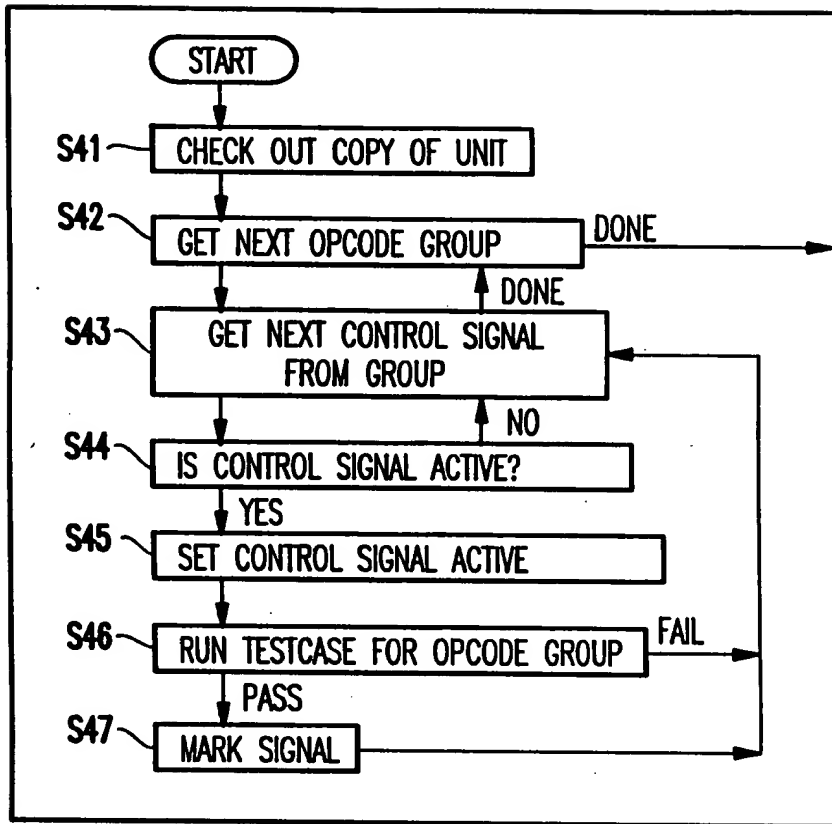 START
S41
CHECK OUT COPY OF UNIT
S42
GET NEXT OPCODE GROUP
DONE
DONE
S43
GET NEXT CONTROL SIGNAL
FROM GROUP
NO
S44
IS CONTROL SIGNAL ACTIVE?
YES
S45
SET CONTROL SIGNAL ACTIVE
S46
RUN TESTCASE FOR OPCODE GROUP
FAIL
PASS
S47
MARK SIGNAL